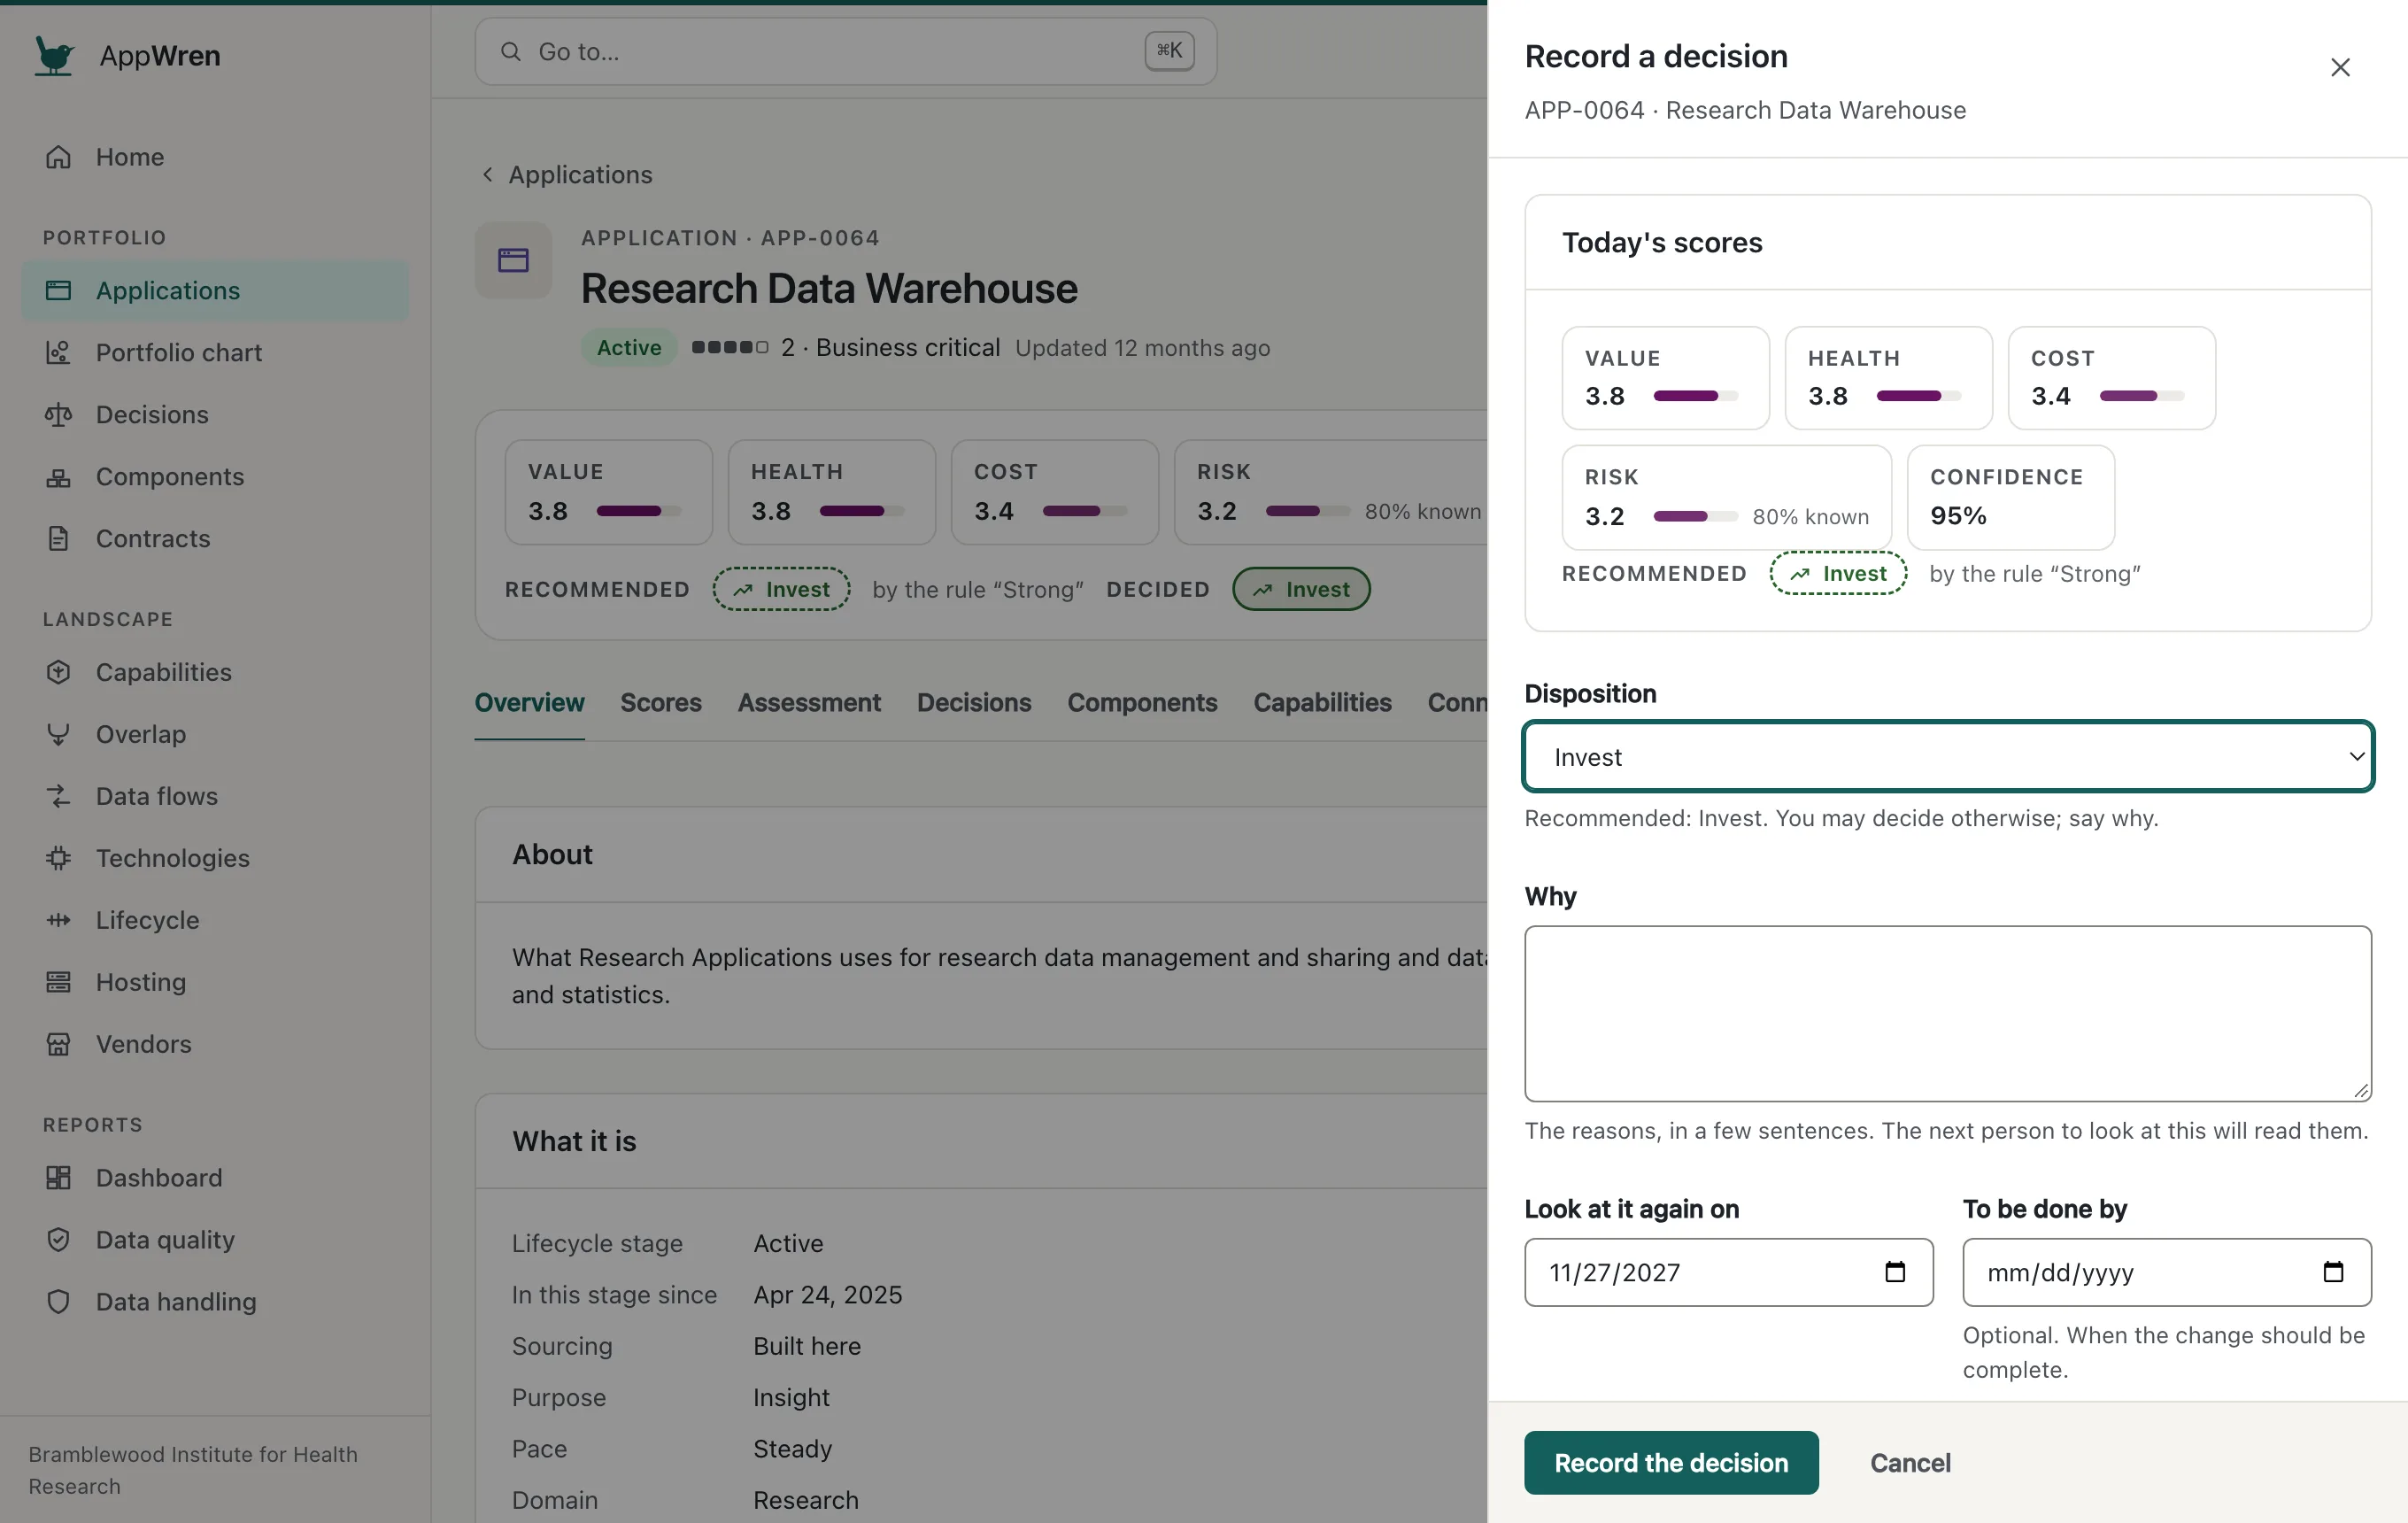 AppWren
Home
PORTFOLIO
Applications
Portfolio chart
Decisions
Components
Contracts
LANDSCAPE
Capabilities
Overlap
Data flows
Technologies
Lifecycle
Hosting
Vendors
REPORTS
Dashboard
Data quality
Data handling
Bramblewood Institute for Health
Research
Go to...
⌘K
Applications
APPLICATION · APP-0064
Research Data Warehouse
Active 2 · Business critical Updated 12 months ago
VALUE HEALTH COST RISK
3.8 3.8 3.4 3.2 80% known
RECOMMENDED Invest by the rule “Strong” DECIDED Invest
Overview Scores Assessment Decisions Components Capabilities Conn
About
What Research Applications uses for research data management and sharing and data
and statistics.
What it is
Lifecycle stage Active
In this stage since Apr 24, 2025
Sourcing Built here
Purpose Insight
Pace Steady
Domain Research
Record a decision
APP-0064 · Research Data Warehouse
Today's scores
VALUE HEALTH COST
3.8 3.8 3.4
RISK CONFIDENCE
3.2 80% known 95%
RECOMMENDED Invest by the rule “Strong”
Disposition
Invest
Recommended: Invest. You may decide otherwise; say why.
Why
The reasons, in a few sentences. The next person to look at this will read them.
Look at it again on To be done by
11/27/2027 mm/dd/yyyy
Optional. When the change should be
complete.
Record the decision Cancel